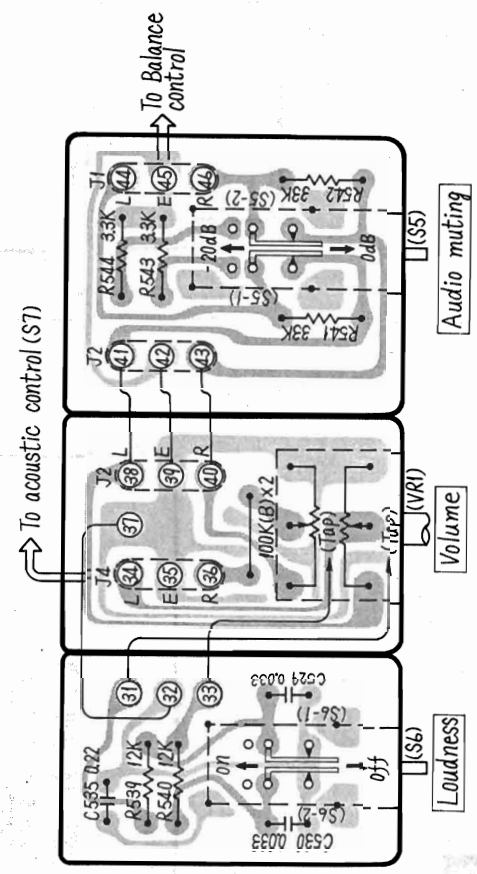 To acoustic control (S7)
To Balance
control
C535 0.22
R539 12K
R540 12K
31
32
33
on
off
(S6-1)
(S6-2)
C524 0.033
C530 0.033
(S6)
Loudness
J4
34
35
36
L
E
R
37
J2
38
39
40
L
E
R
100K(B)×2
(Tap)
(Tap)
(VR1)
Volume
J2
41
42
43
R544 3.3K
R543 3.3K
J1
44
45
46
L
E
R
(S5-1)
(S5-2)
-20dB
0dB
33K
R541
33K
R542
(S5)
Audio muting